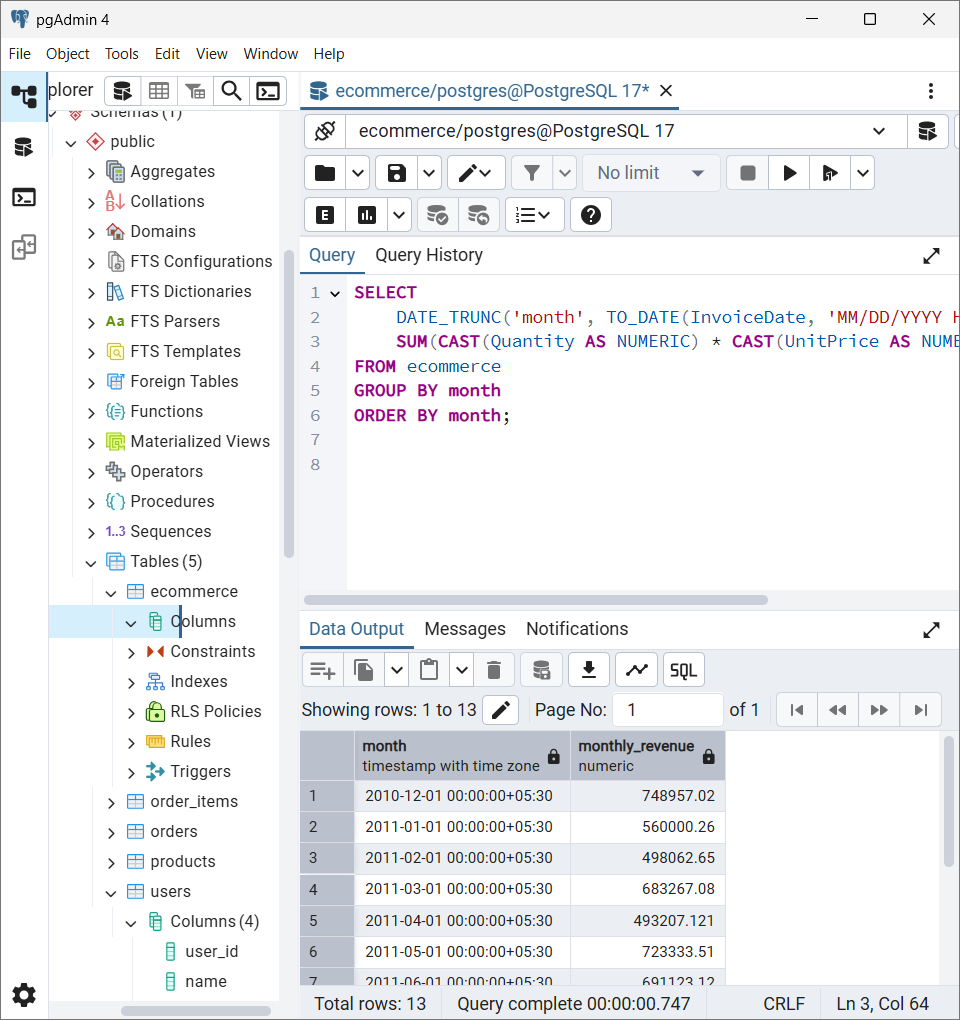 pgAdmin 4
File Object Tools Edit View Window Help
plorer
ecommerce/postgres@PostgreSQL 17*
Schemas (1)
public
Aggregates
Collations
Domains
FTS Configurations
FTS Dictionaries
Aa FTS Parsers
FTS Templates
Foreign Tables
Functions
Materialized Views
Operators
Procedures
1..3 Sequences
Tables (5)
ecommerce
Columns
Constraints
Indexes
RLS Policies
Rules
Triggers
order_items
orders
products
users
Columns (4)
user_id
name
ecommerce/postgres@PostgreSQL 17
No limit
E
Query Query History
1 SELECT
2 DATE_TRUNC('month', TO_DATE(InvoiceDate, 'MM/DD/YYYY H
3 SUM(CAST(Quantity AS NUMERIC) * CAST(UnitPrice AS NUME
4 FROM ecommerce
5 GROUP BY month
6 ORDER BY month;
7
8
Data Output Messages Notifications
SQL
Showing rows: 1 to 13 Page No: 1 of 1
month monthly_revenue
timestamp with time zone numeric
1 2010-12-01 00:00:00+05:30 748957.02
2 2011-01-01 00:00:00+05:30 560000.26
3 2011-02-01 00:00:00+05:30 498062.65
4 2011-03-01 00:00:00+05:30 683267.08
5 2011-04-01 00:00:00+05:30 493207.121
6 2011-05-01 00:00:00+05:30 723333.51
7 2011-06-01 00:00:00+05:30 691123.12
Total rows: 13 Query complete 00:00:00.747 CRLF Ln 3, Col 64